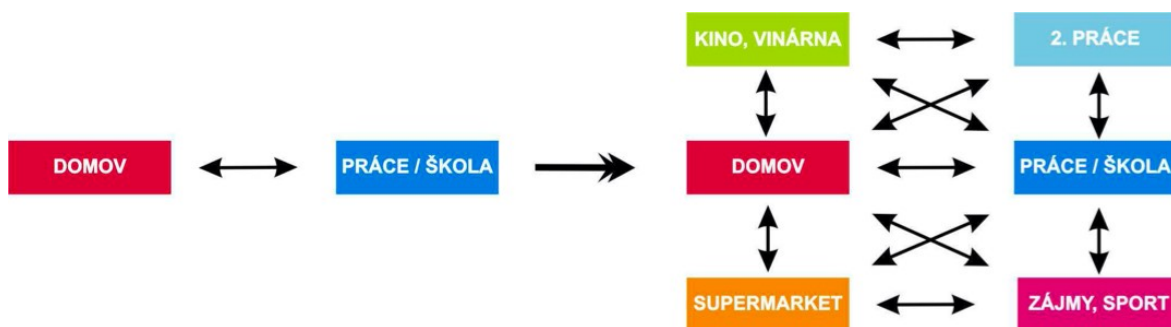 KINO, VINÁRNA
2. PRÁCE
DOMOV
PRÁCE / ŠKOLA
DOMOV
PRÁCE / ŠKOLA
SUPERMARKET
ZÁJMY, SPORT